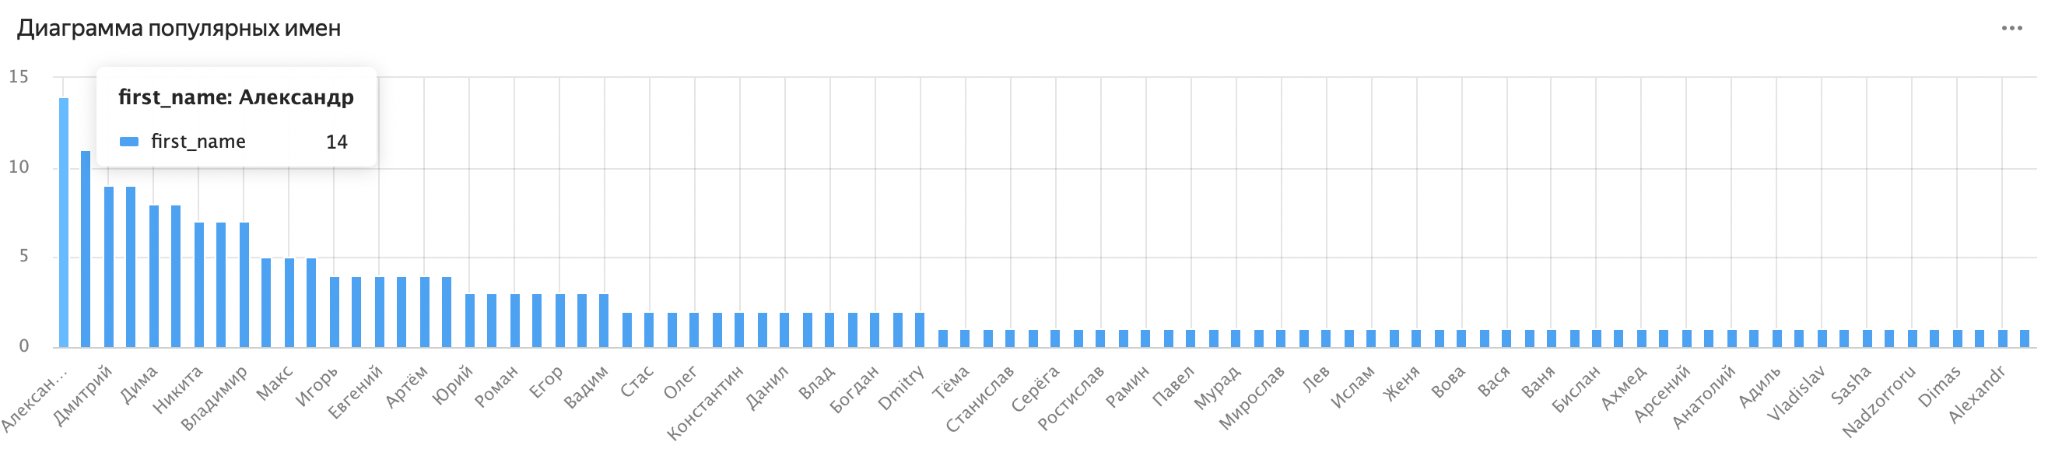 Диаграмма популярных имен
15
first_name: Александр
first_name 14
10
5
0
Алексан...
Дмитрий
Дима
Никита
Владимир
Макс
Игорь
Евгений
Артём
Юрий
Роман
Егор
Вадим
Стас
Олег
Константин
Данил
Влад
Богдан
Dmitry
Тёма
Станислав
Серёга
Ростислав
Рамин
Павел
Мурад
Мирослав
Лев
Ислам
Женя
Вова
Вася
Ваня
Бислан
Ахмед
Арсений
Анатолий
Адиль
Vladislav
Sasha
Nadzorroru
Dimas
Alexandr